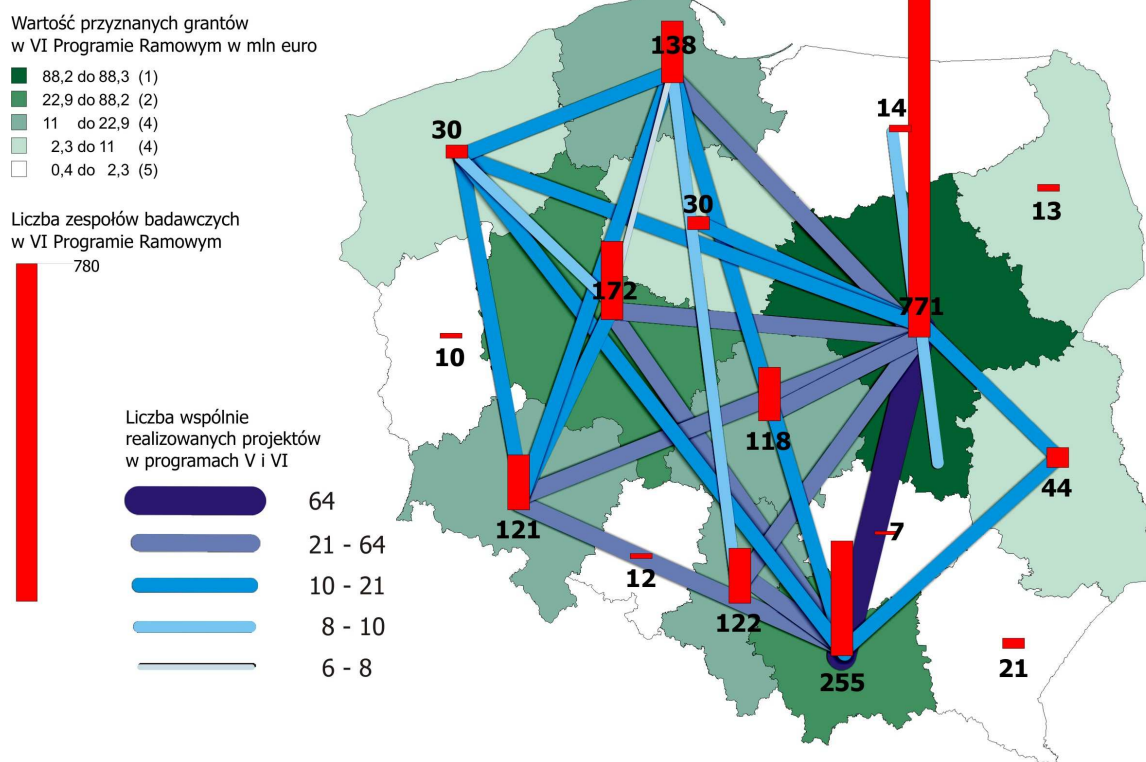 Wartość przyznanych grantów
w VI Programie Ramowym w mln euro
88,2 do 88,3 (1)
22,9 do 88,2 (2)
11 do 22,9 (4)
2,3 do 11 (4)
0,4 do 2,3 (5)
Liczba zespołów badawczych
w VI Programie Ramowym
780
Liczba wspólnie
realizowanych projektów
w programach V i VI
64
21 - 64
10 - 21
8 - 10
6 - 8
138
14
30
13
30
172
771
10
118
44
121
7
12
122
21
255